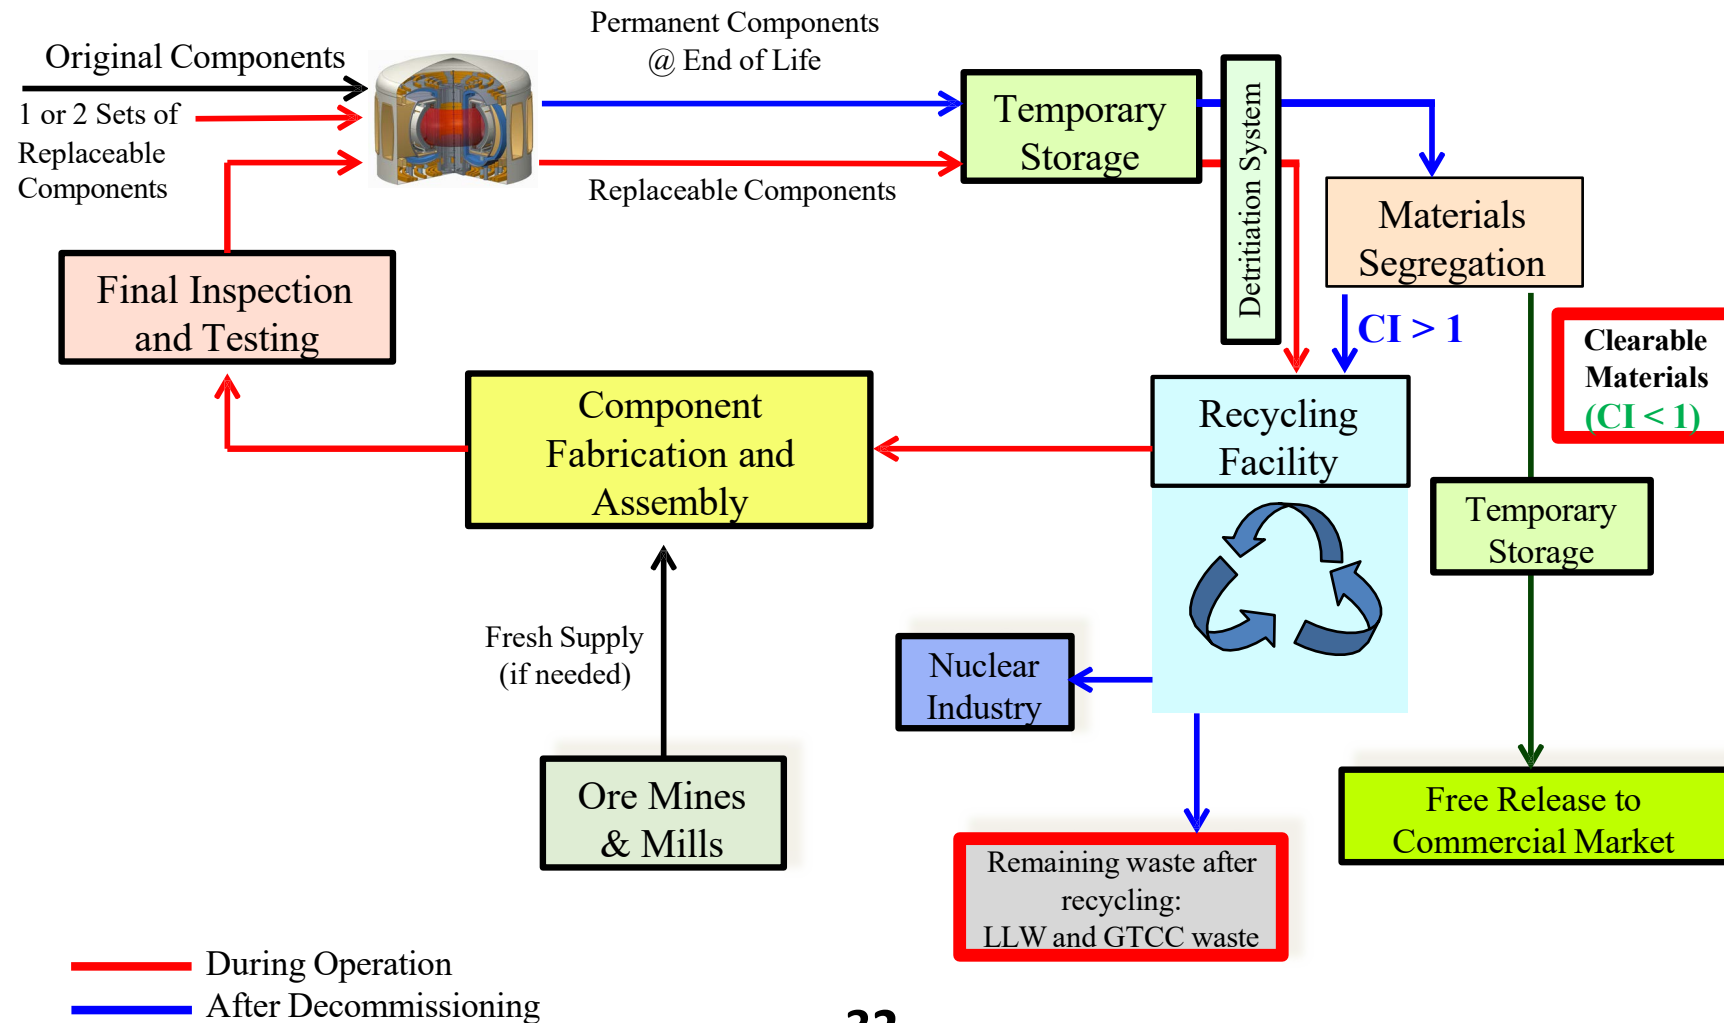 Original Components
1 or 2 Sets of
Replaceable
Components
Permanent Components
@ End of Life
Replaceable Components
Temporary
Storage
Detritiation System
Materials
Segregation
CI > 1
Clearable
Materials
(CI < 1)
Final Inspection
and Testing
Component
Fabrication and
Assembly
Recycling
Facility
Temporary
Storage
Fresh Supply
(if needed)
Nuclear
Industry
Ore Mines
& Mills
Free Release to
Commercial Market
Remaining waste after
recycling:
LLW and GTCC waste
During Operation
After Decommissioning